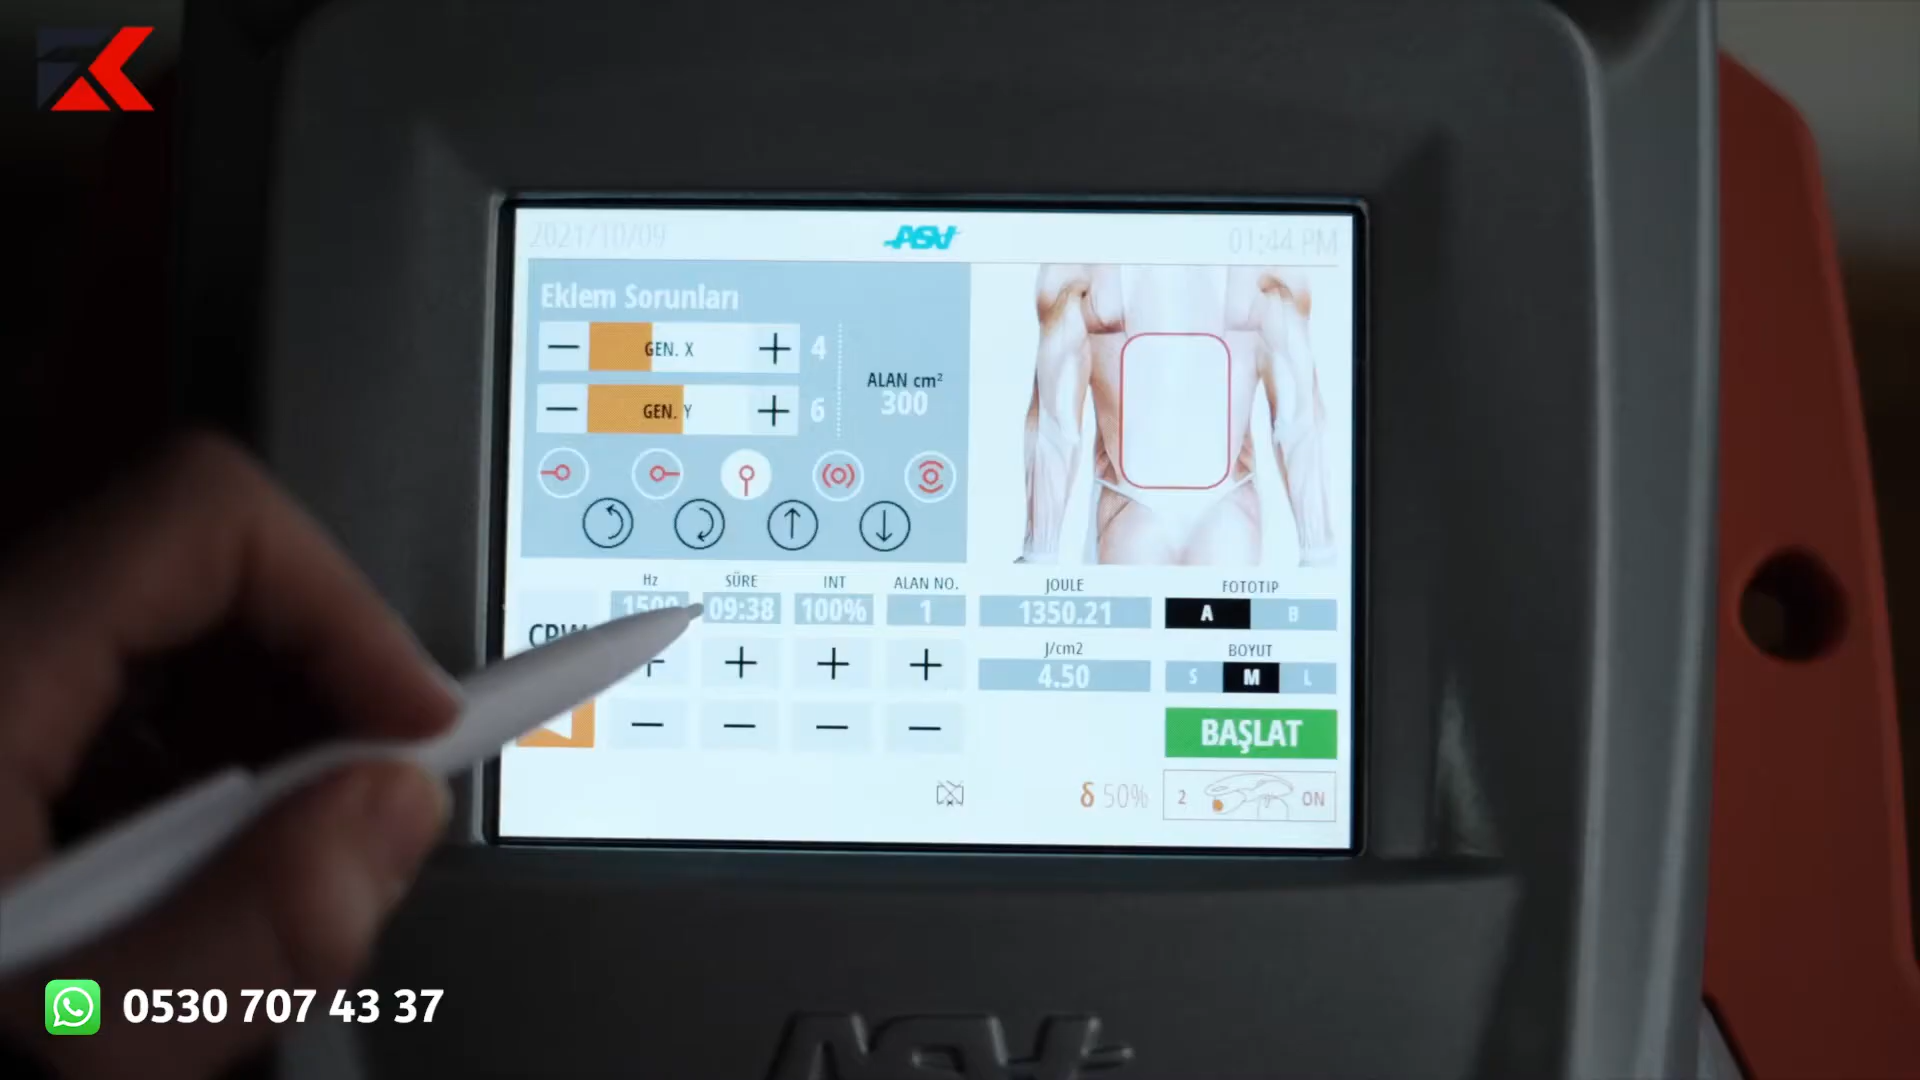 2021/10/09
ASA
01:44 PM
Eklem Sorunları
GEN. X
4
GEN. Y
6
ALAN cm²
300
Hz
SÜRE
INT
ALAN NO.
JOULE
FOTOTIP
1500
09:38
100%
1
1350.21
A
B
J/cm2
BOYUT
4.50
S
M
L
BAŞLAT
δ 50%
2
ON
0530 707 43 37
ASA